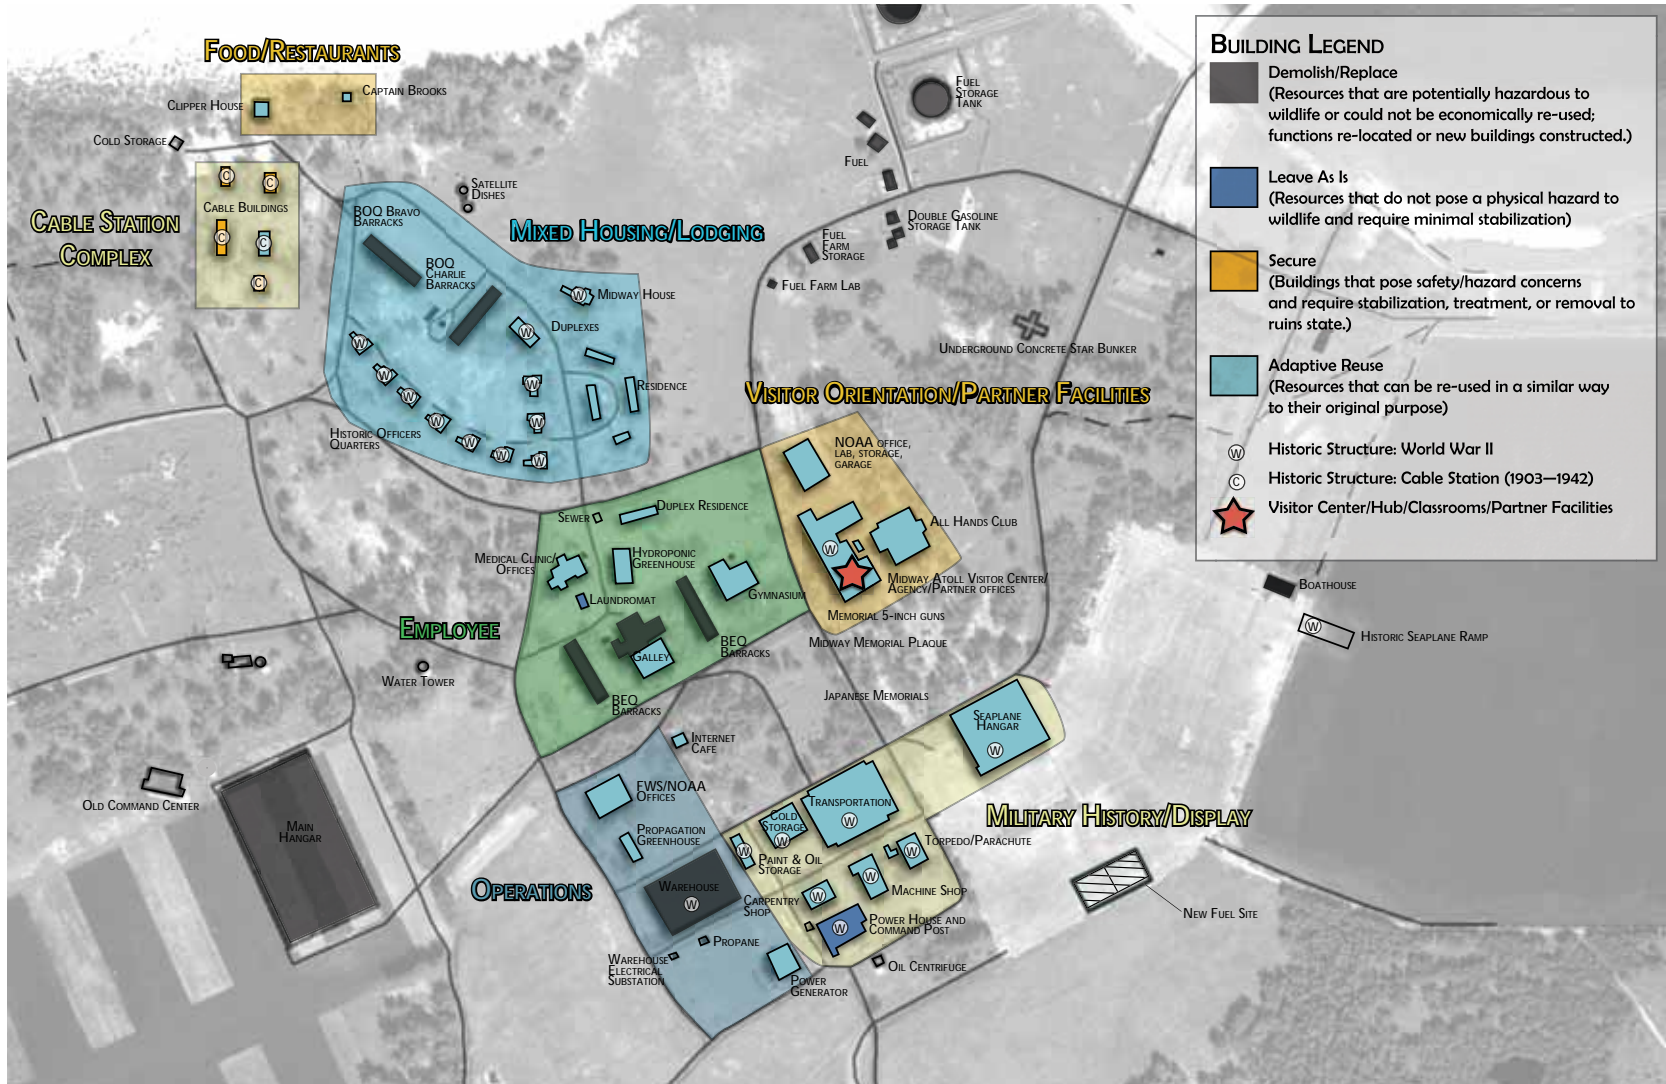 Food/Restaurants
Clipper House
Captain Brooks
Cold Storage
Cable Station
Complex
Cable Buildings
C
C
C
C
C
Satellite
Dishes
Mixed Housing/Lodging
BOQ Bravo
Barracks
BOQ
Charlie
Barracks
W
Midway House
W
Duplexes
Residence
W
W
W
W
W
W
W
W
W
W
Historic Officers
Quarters
Fuel
Storage
Tank
Fuel
Double Gasoline
Storage Tank
Fuel
Farm
Storage
Fuel Farm Lab
Underground Concrete Star Bunker
Visitor Orientation/Partner Facilities
NOAA office,
lab, storage,
garage
All Hands Club
W
Midway Atoll Visitor Center/
Agency/Partner offices
Memorial 5-inch guns
Midway Memorial Plaque
Japanese Memorials
Employee
Sewer
Duplex Residence
Medical Clinic/
Offices
Hydroponic
Greenhouse
Laundromat
Gymnasium
Galley
BEQ
Barracks
BEQ
Barracks
Water Tower
Old Command Center
Main
Hangar
Internet
Cafe
Operations
FWS/NOAA
Offices
Propagation
Greenhouse
Warehouse
W
Propane
Warehouse
Electrical
Substation
Power
Generator
Military History/Display
Seaplane
Hangar
W
Transportation
W
Cold
Storage
W
W
Paint & Oil
Storage
W
Torpedo/Parachute
W
Machine Shop
W
Carpentry
Shop
W
Power House and
Command Post
Oil Centrifuge
New Fuel Site
Boathouse
W
Historic Seaplane Ramp
Building Legend
Demolish/Replace
(Resources that are potentially hazardous to
wildlife or could not be economically re-used;
functions re-located or new buildings constructed.)
Leave As Is
(Resources that do not pose a physical hazard to
wildlife and require minimal stabilization)
Secure
(Buildings that pose safety/hazard concerns
and require stabilization, treatment, or removal to
ruins state.)
Adaptive Reuse
(Resources that can be re-used in a similar way
to their original purpose)
W Historic Structure: World War II
C Historic Structure: Cable Station (1903—1942)
Visitor Center/Hub/Classrooms/Partner Facilities